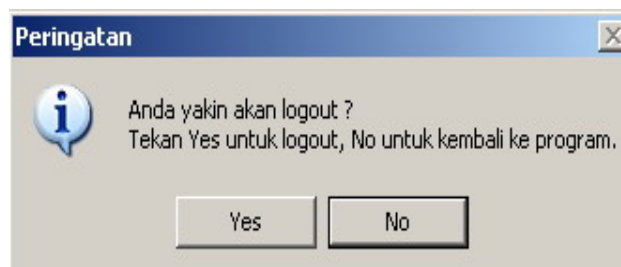 Peringatan
Anda yakin akan logout ?
Tekan Yes untuk logout, No untuk kembali ke program.
Yes
No